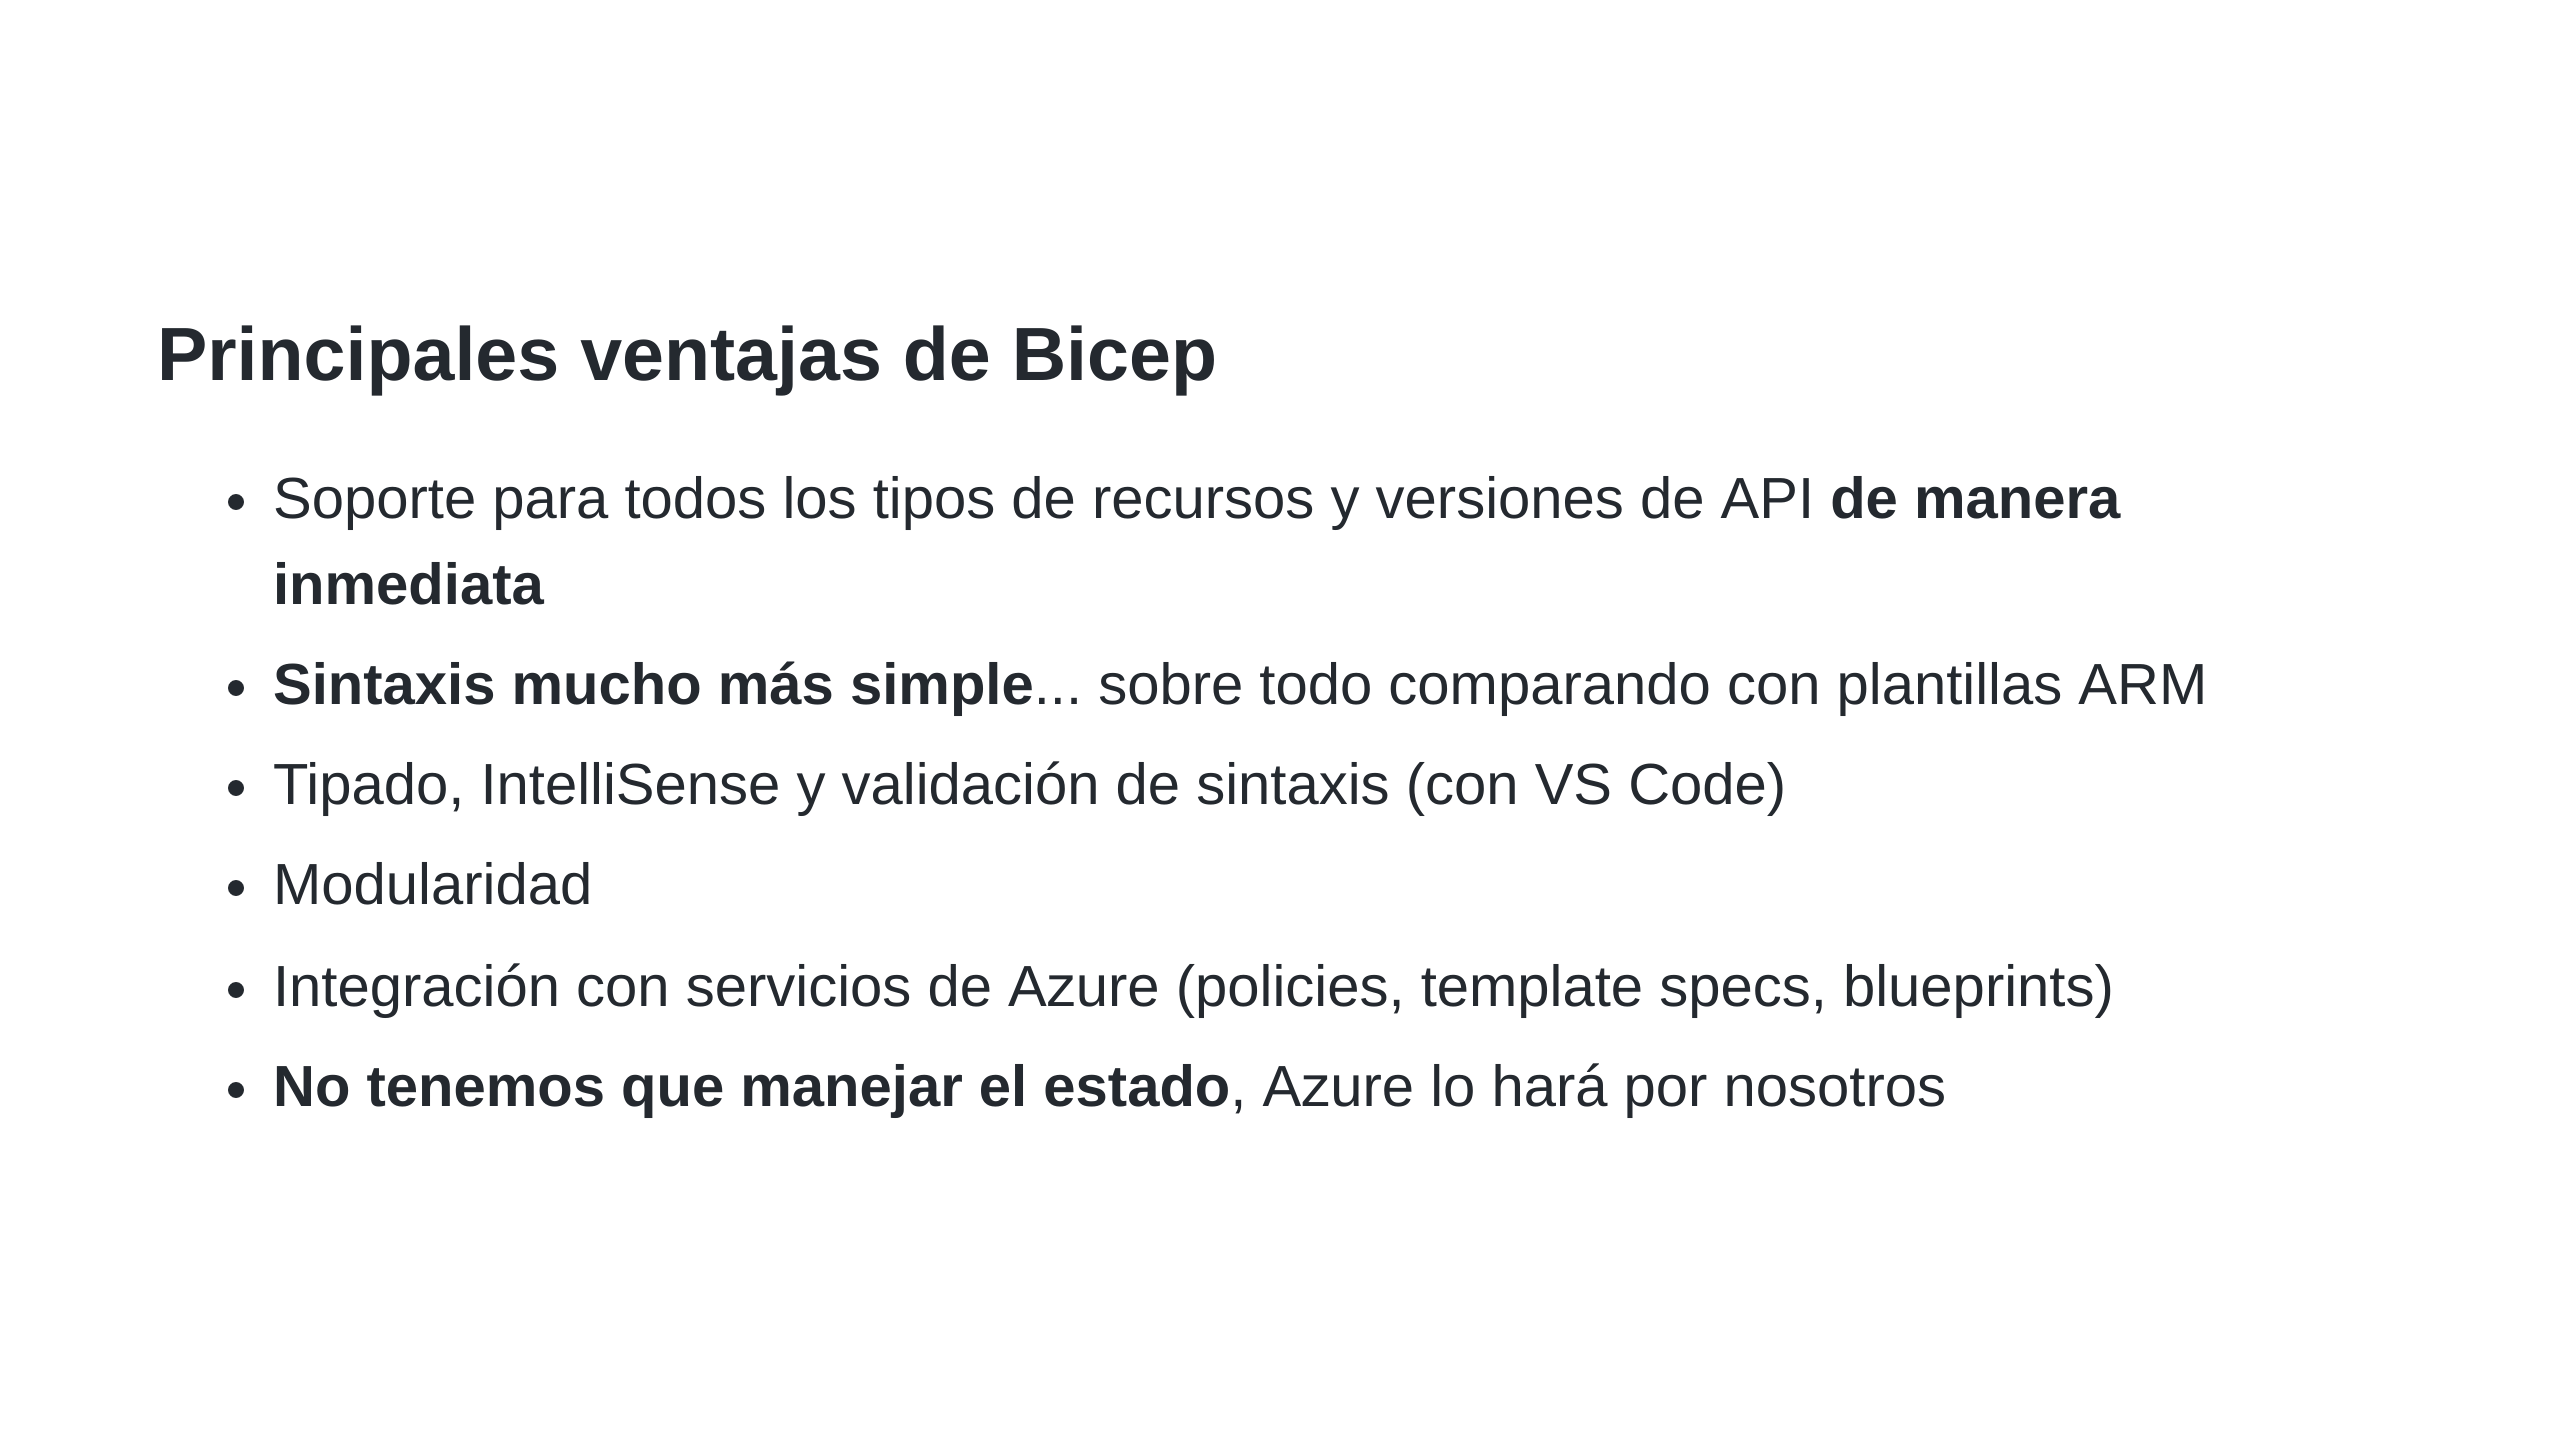 Principales ventajas de Bicep
• Soporte para todos los tipos de recursos y versiones de API de manera
inmediata
• Sintaxis mucho más simple... sobre todo comparando con plantillas ARM
• Tipado, IntelliSense y validación de sintaxis (con VS Code)
• Modularidad
• Integración con servicios de Azure (policies, template specs, blueprints)
• No tenemos que manejar el estado, Azure lo hará por nosotros